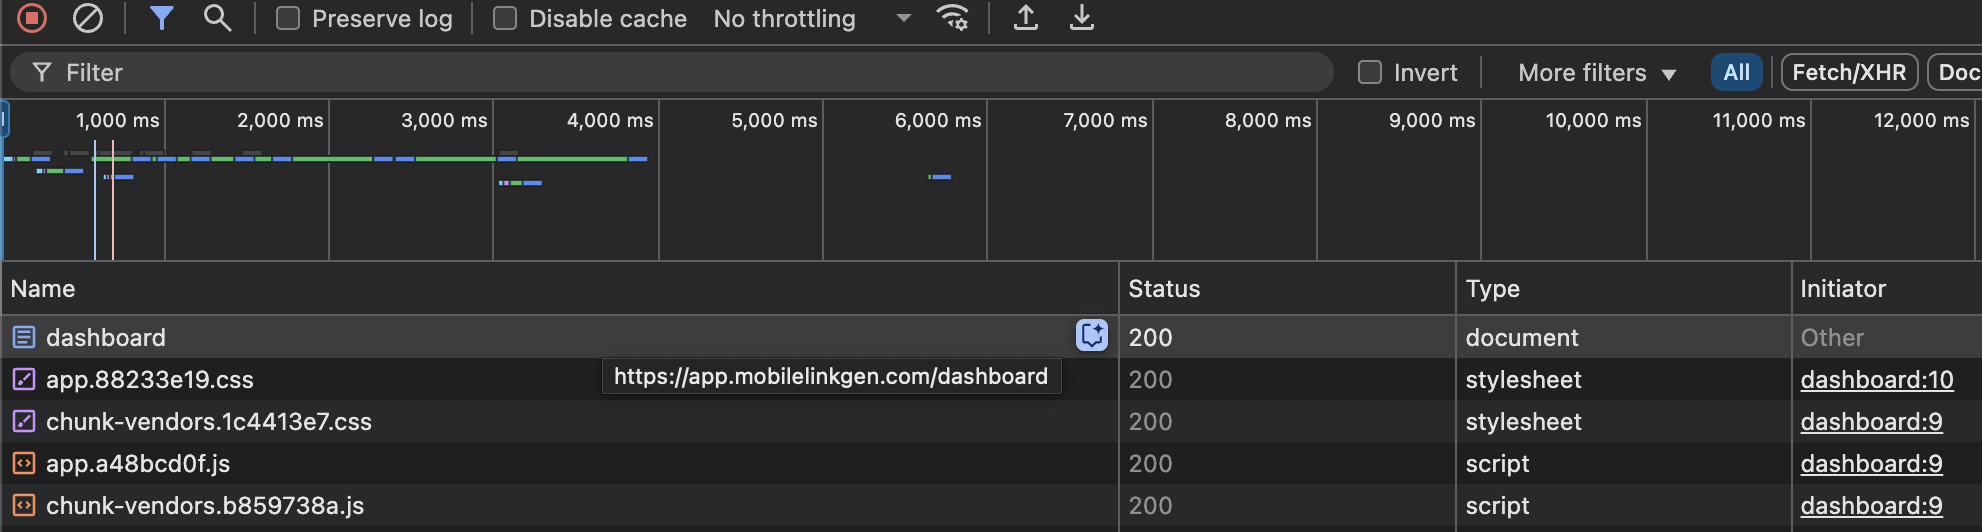 Preserve log Disable cache No throttling
Filter Invert More filters All Fetch/XHR Doc
1,000 ms 2,000 ms 3,000 ms 4,000 ms 5,000 ms 6,000 ms 7,000 ms 8,000 ms 9,000 ms 10,000 ms 11,000 ms 12,000 ms
Name Status Type Initiator
dashboard 200 document Other
https://app.mobilelinkgen.com/dashboard
app.88233e19.css 200 stylesheet dashboard:10
chunk-vendors.1c4413e7.css 200 stylesheet dashboard:9
app.a48bcd0f.js 200 script dashboard:9
chunk-vendors.b859738a.js 200 script dashboard:9